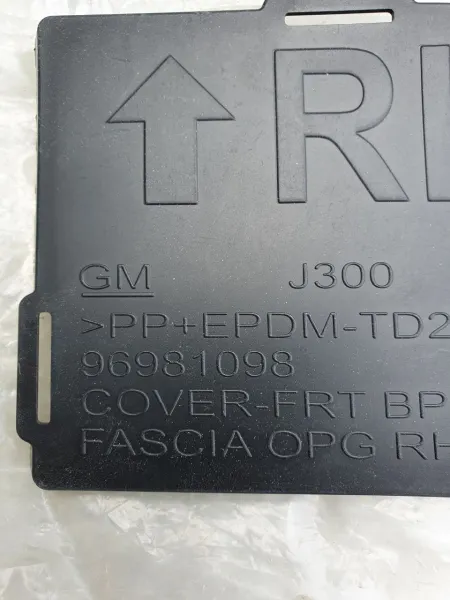 ↑RI
GM J300
>PP+EPDM-TD2
96981098
COVER-FRT BP
FASCIA OPG RH